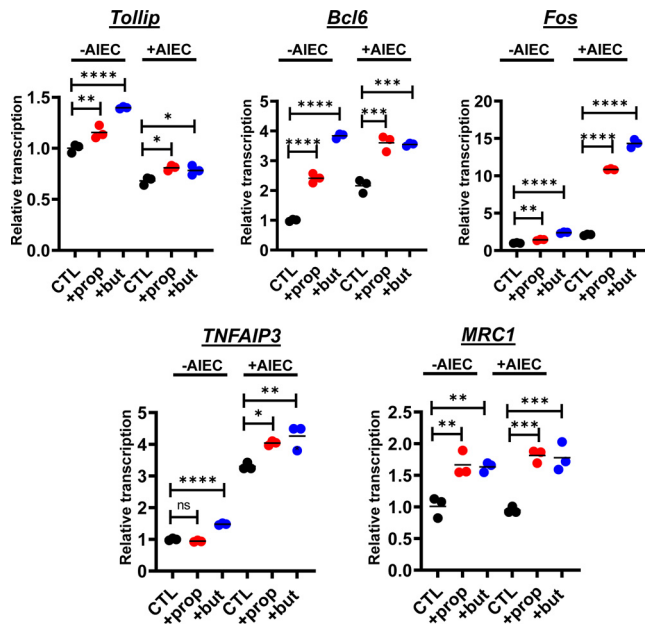 Tollip
-AIEC +AIEC
Relative transcription
1.5
1.0
0.5
0.0
**** ** * *
CTL +prop +but CTL +prop +but
Bcl6
-AIEC +AIEC
Relative transcription
5
4
3
2
1
0
**** **** *** ***
CTL +prop +but CTL +prop +but
Fos
-AIEC +AIEC
Relative transcription
20
15
10
5
0
**** ** **** ****
CTL +prop +but CTL +prop +but
TNFAIP3
-AIEC +AIEC
Relative transcription
5
4
3
2
1
0
**** ns ** *
CTL +prop +but CTL +prop +but
MRC1
-AIEC +AIEC
Relative transcription
2.5
2.0
1.5
1.0
0.5
0.0
** ** *** ***
CTL +prop +but CTL +prop +but